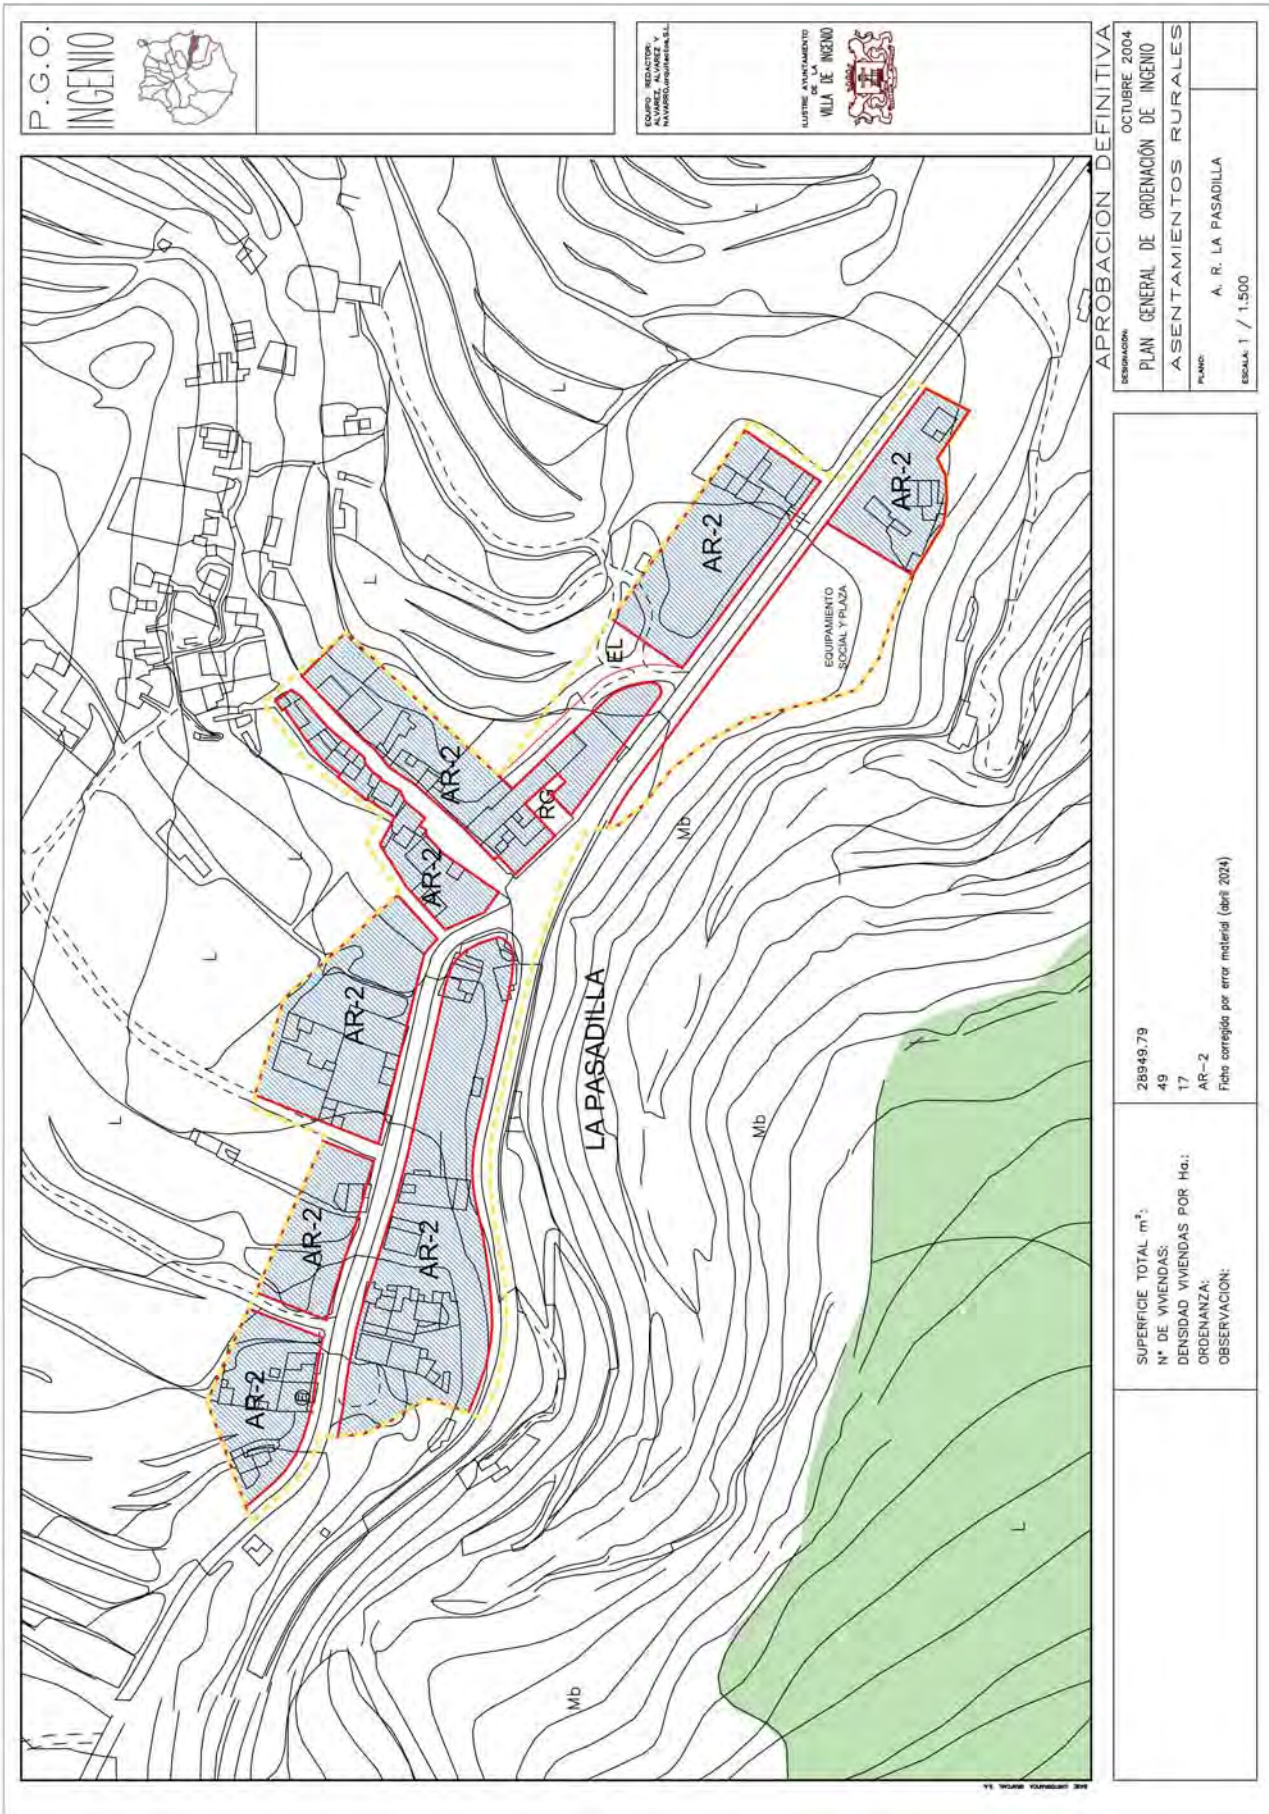 P.G.O.
INGENIO
EQUIPO REDACTOR:
ALVAREZ, ALVAREZ Y
NAVARRO,arquitectos,S.L.
ILUSTRE AYUNTAMIENTO
DE LA
VILLA DE INGENIO
APROBACION DEFINITIVA
DESIGNACION:
OCTUBRE 2004
PLAN GENERAL DE ORDENACIÓN DE INGENIO
ASENTAMIENTOS RURALES
PLANO:
A. R. LA PASADILLA
ESCALA: 1 / 1.500
SUPERFICIE TOTAL m²: 28949.79
Nº DE VIVIENDAS: 49
DENSIDAD VIVIENDAS POR Ha.: 17
ORDENANZA: AR-2
OBSERVACION: Ficha corregida por error material (abril 2024)
AR-2
AR-2
AR-2
AR-2
AR-2
AR-2
AR-2
AR-2
RG
EL
EQUIPAMIENTO
SOCIAL Y PLAZA
LA PASADILLA
Mb
Mb
Mb
L
L
L
L
L
L
L